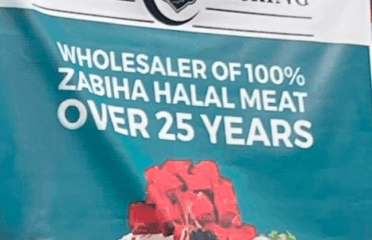 WHOLESALER OF 100%
ZABIHA HALAL MEAT
OVER 25 YEARS